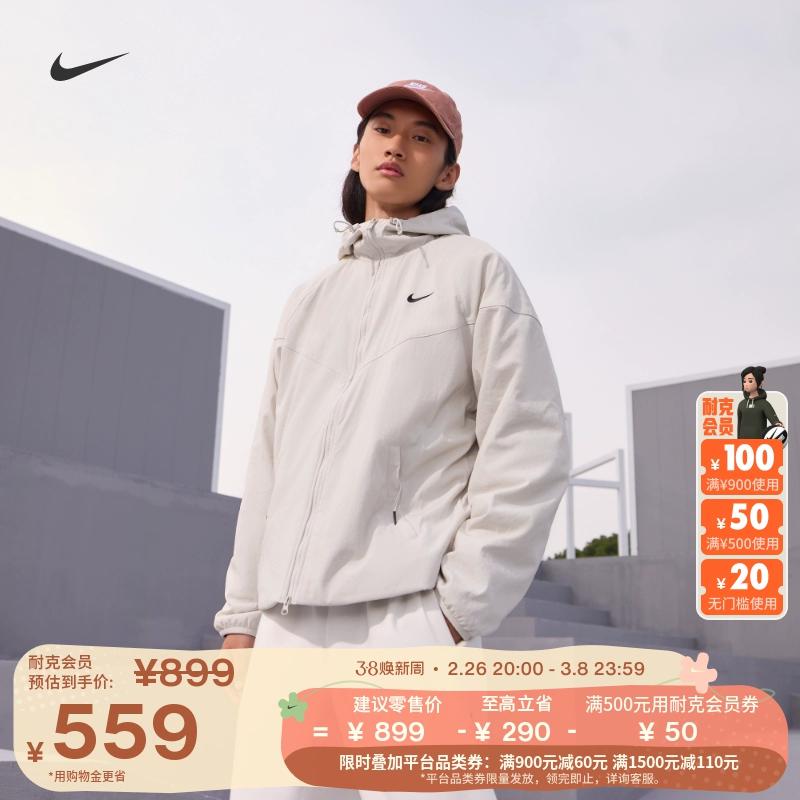 耐克会员
¥100
满¥900使用
¥50
满¥500使用
¥20
无门槛使用
耐克会员
预估到手价:
¥899
¥559
*用购物金更省
38焕新周 • 2.26 20:00 - 3.8 23:59
建议零售价 至高立省 满500元用耐克会员券
= ¥ 899 - ¥ 290 - ¥ 50
限时叠加平台品类券：满900元减60元 满1500元减110元
*平台品类券限量发放，领完即止，详询客服。